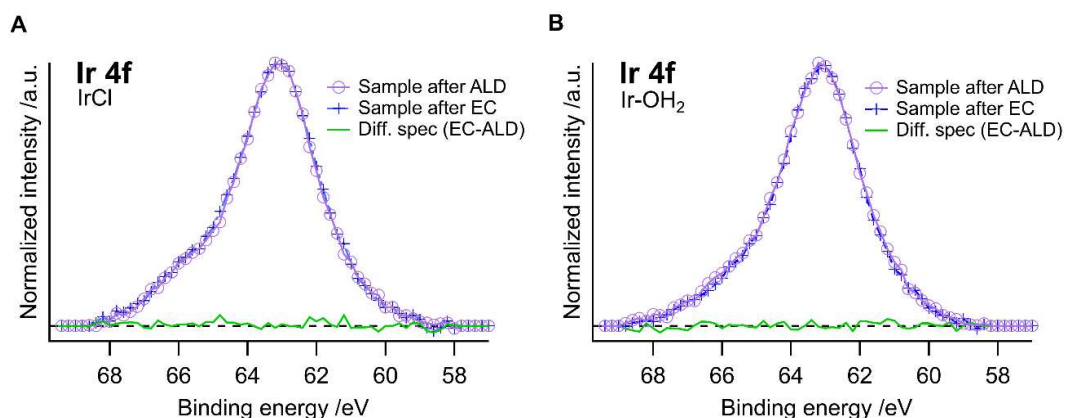 A
Ir 4f
IrCl
Sample after ALD
Sample after EC
Diff. spec (EC-ALD)
Normalized intensity /a.u.
68 66 64 62 60 58
Binding energy /eV
B
Ir 4f
Ir-OH₂
Sample after ALD
Sample after EC
Diff. spec (EC-ALD)
Normalized intensity /a.u.
68 66 64 62 60 58
Binding energy /eV